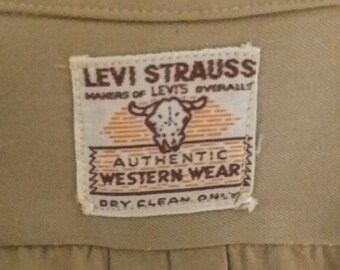 LEVI STRAUSS
MAKERS OF LEVI'S OVERALLS
AUTHENTIC
WESTERN WEAR
DRY CLEAN ONLY